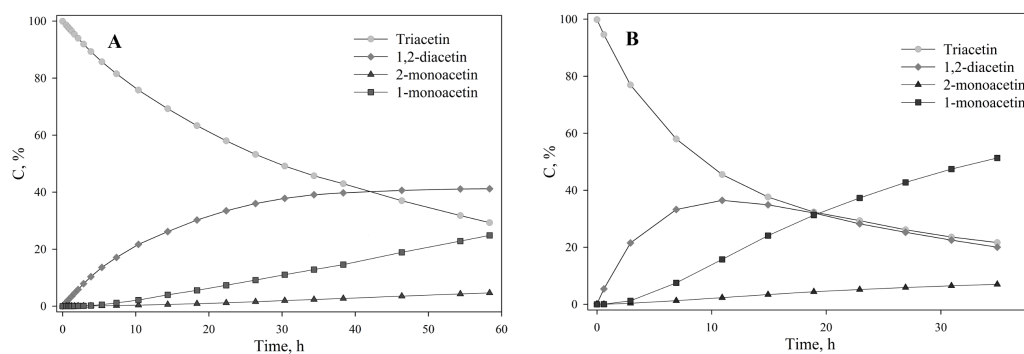 A
Triacetin
1,2-diacetin
2-monoacetin
1-monoacetin
C, %
100
80
60
40
20
0
0 10 20 30 40 50 60
Time, h
B
Triacetin
1,2-diacetin
2-monoacetin
1-monoacetin
C, %
100
80
60
40
20
0
0 10 20 30
Time, h